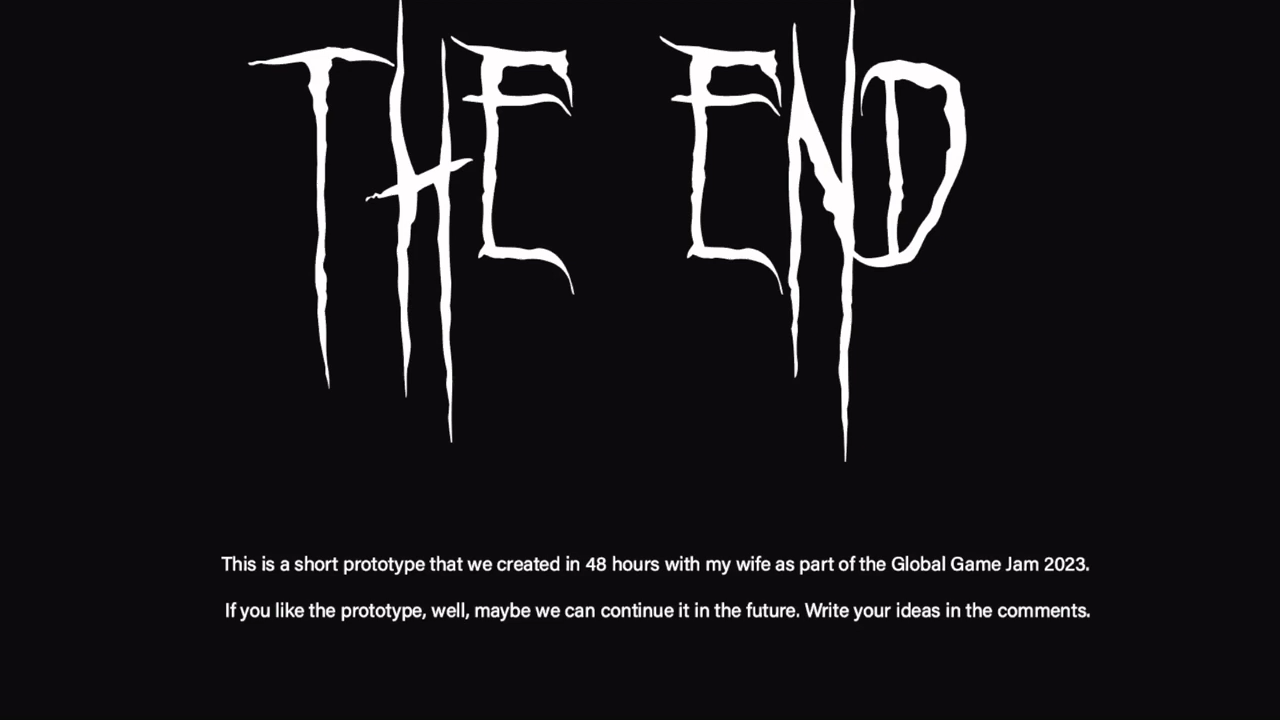 THE END
This is a short prototype that we created in 48 hours with my wife as part of the Global Game Jam 2023.
If you like the prototype, well, maybe we can continue it in the future. Write your ideas in the comments.